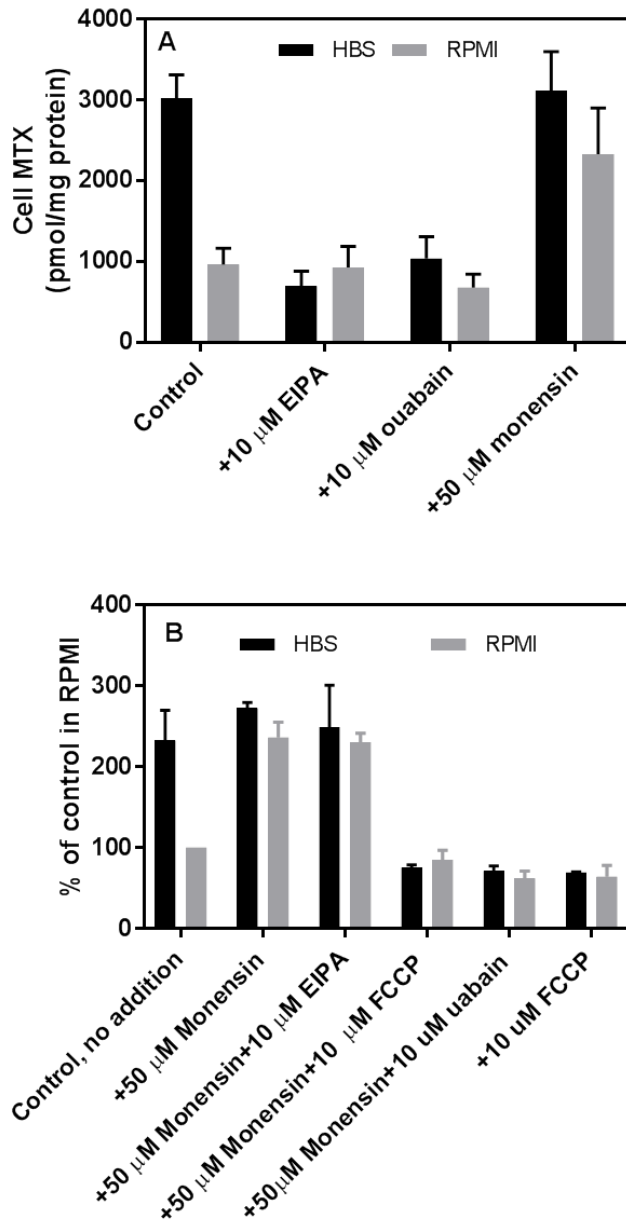 A
HBS RPMI
4000
3000
2000
1000
0
Cell MTX
(pmol/mg protein)
Control
+10 μM EIPA
+10 μM ouabain
+50 μM monensin
B
HBS RPMI
400
300
200
100
0
% of control in RPMI
Control, no addition
+50 μM Monensin
+50 μM Monensin+10 μM EIPA
+50 μM Monensin+10 μM FCCP
+50μM Monensin+10 uM uabain
+10 uM FCCP